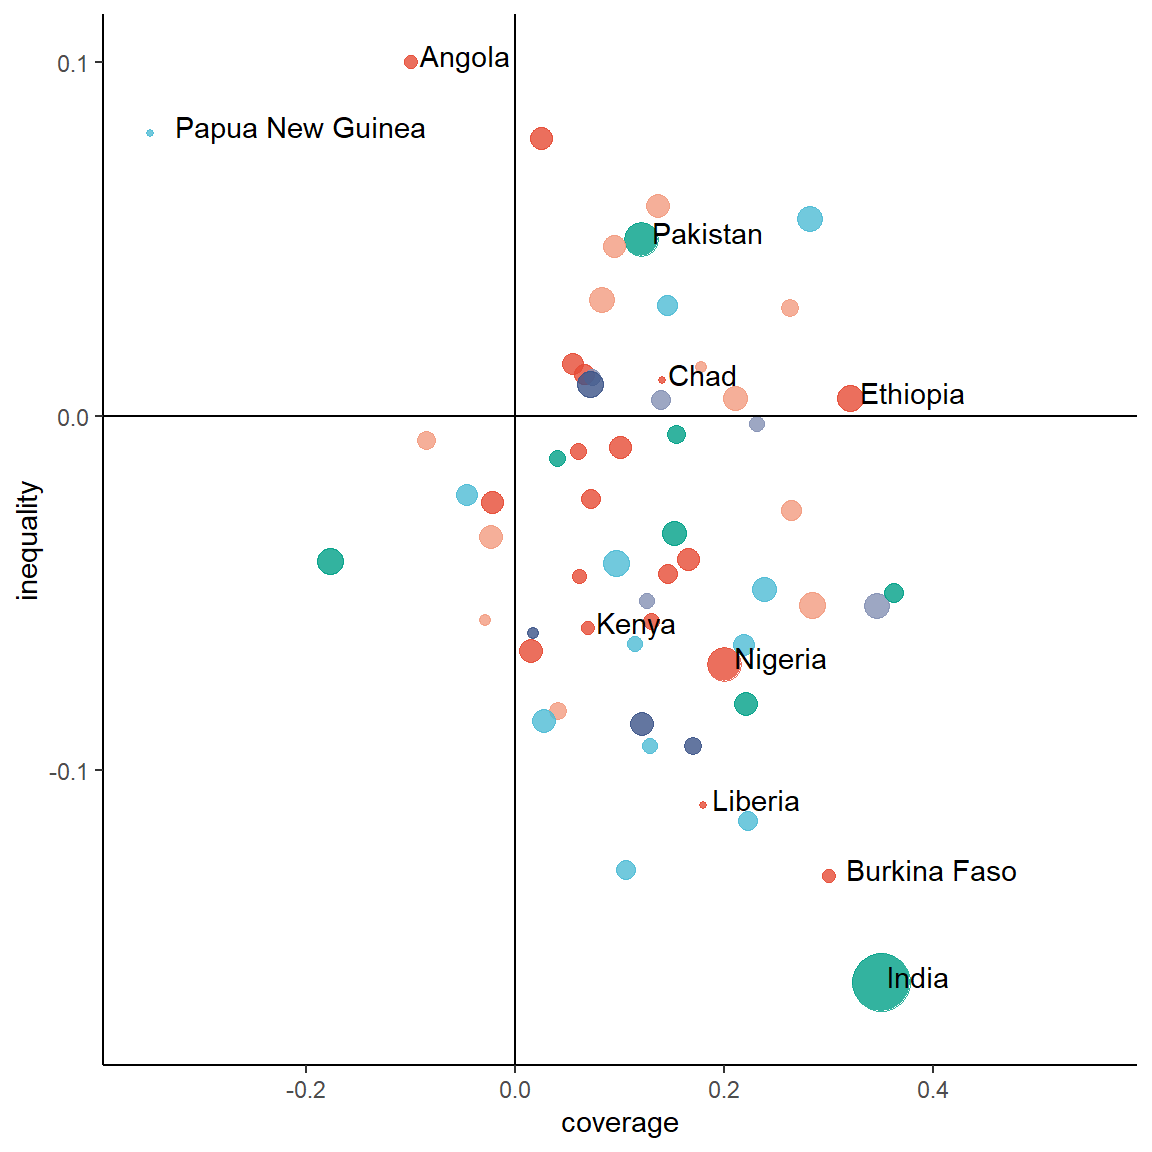 0.1
Angola
Papua New Guinea
Pakistan
Chad
Ethiopia
0.0
inequality
Kenya
Nigeria
-0.1
Liberia
Burkina Faso
India
-0.2
0.0
0.2
0.4
coverage